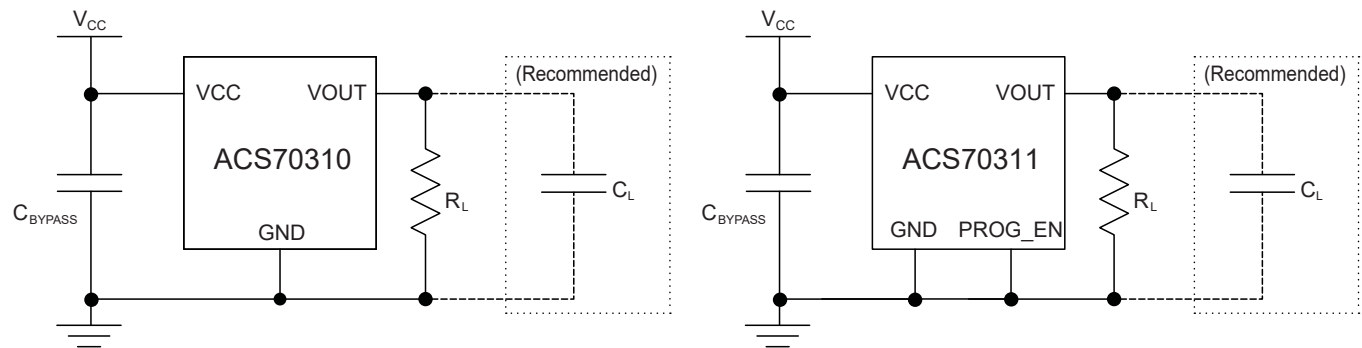 VCC
(Recommended)
VCC VOUT
ACS70310
CL
RL
CBYPASS
GND
VCC
(Recommended)
VCC VOUT
ACS70311
CL
RL
CBYPASS
GND PROG_EN